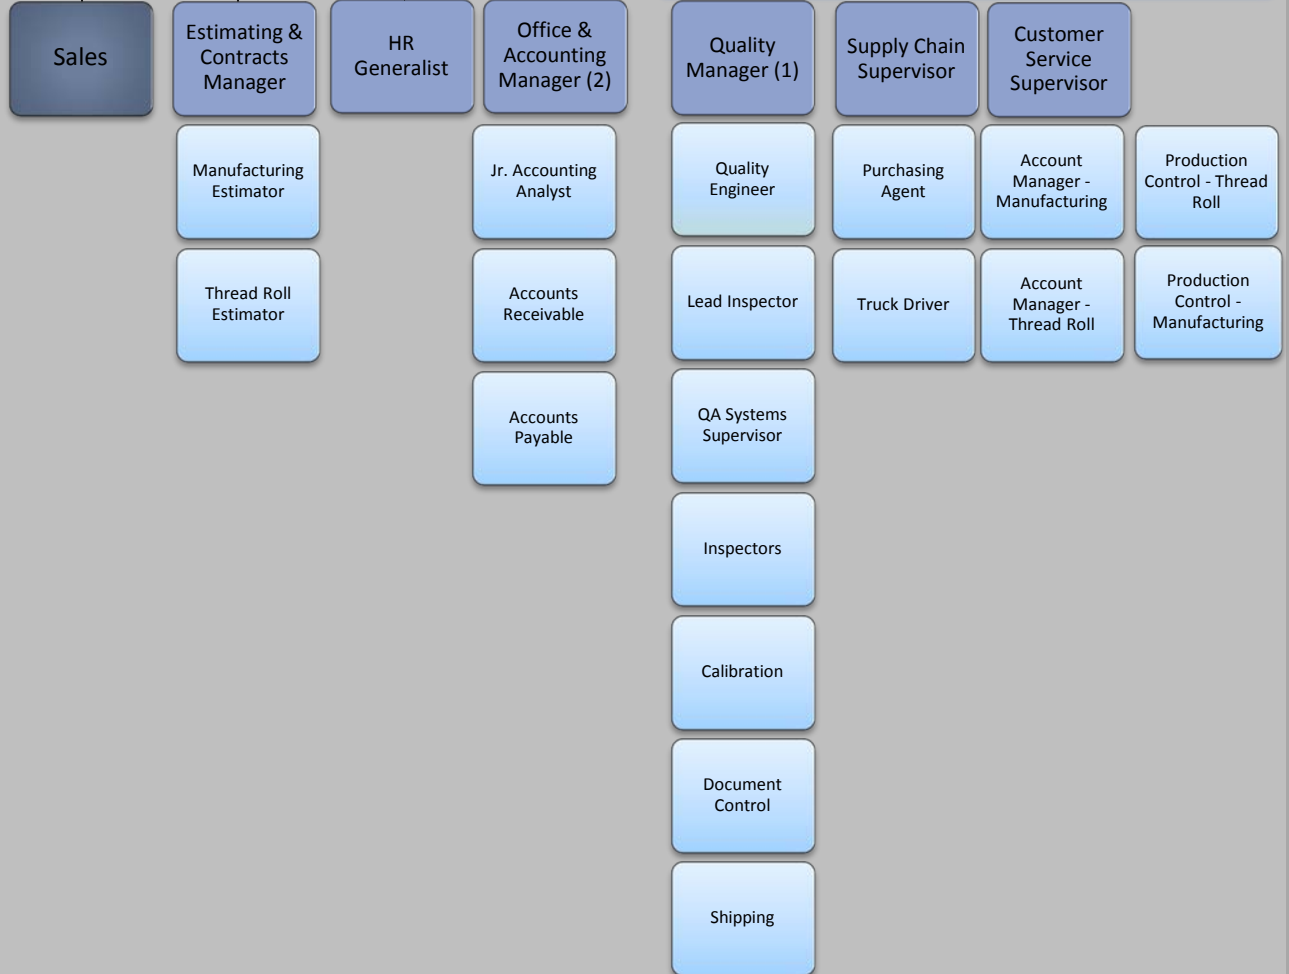 Sales
Estimating &
Contracts
Manager
HR
Generalist
Office &
Accounting
Manager (2)
Quality
Manager (1)
Supply Chain
Supervisor
Customer
Service
Supervisor
Manufacturing
Estimator
Jr. Accounting
Analyst
Quality
Engineer
Purchasing
Agent
Account
Manager -
Manufacturing
Production
Control - Thread
Roll
Thread Roll
Estimator
Accounts
Receivable
Lead Inspector
Truck Driver
Account
Manager -
Thread Roll
Production
Control -
Manufacturing
Accounts
Payable
QA Systems
Supervisor
Inspectors
Calibration
Document
Control
Shipping